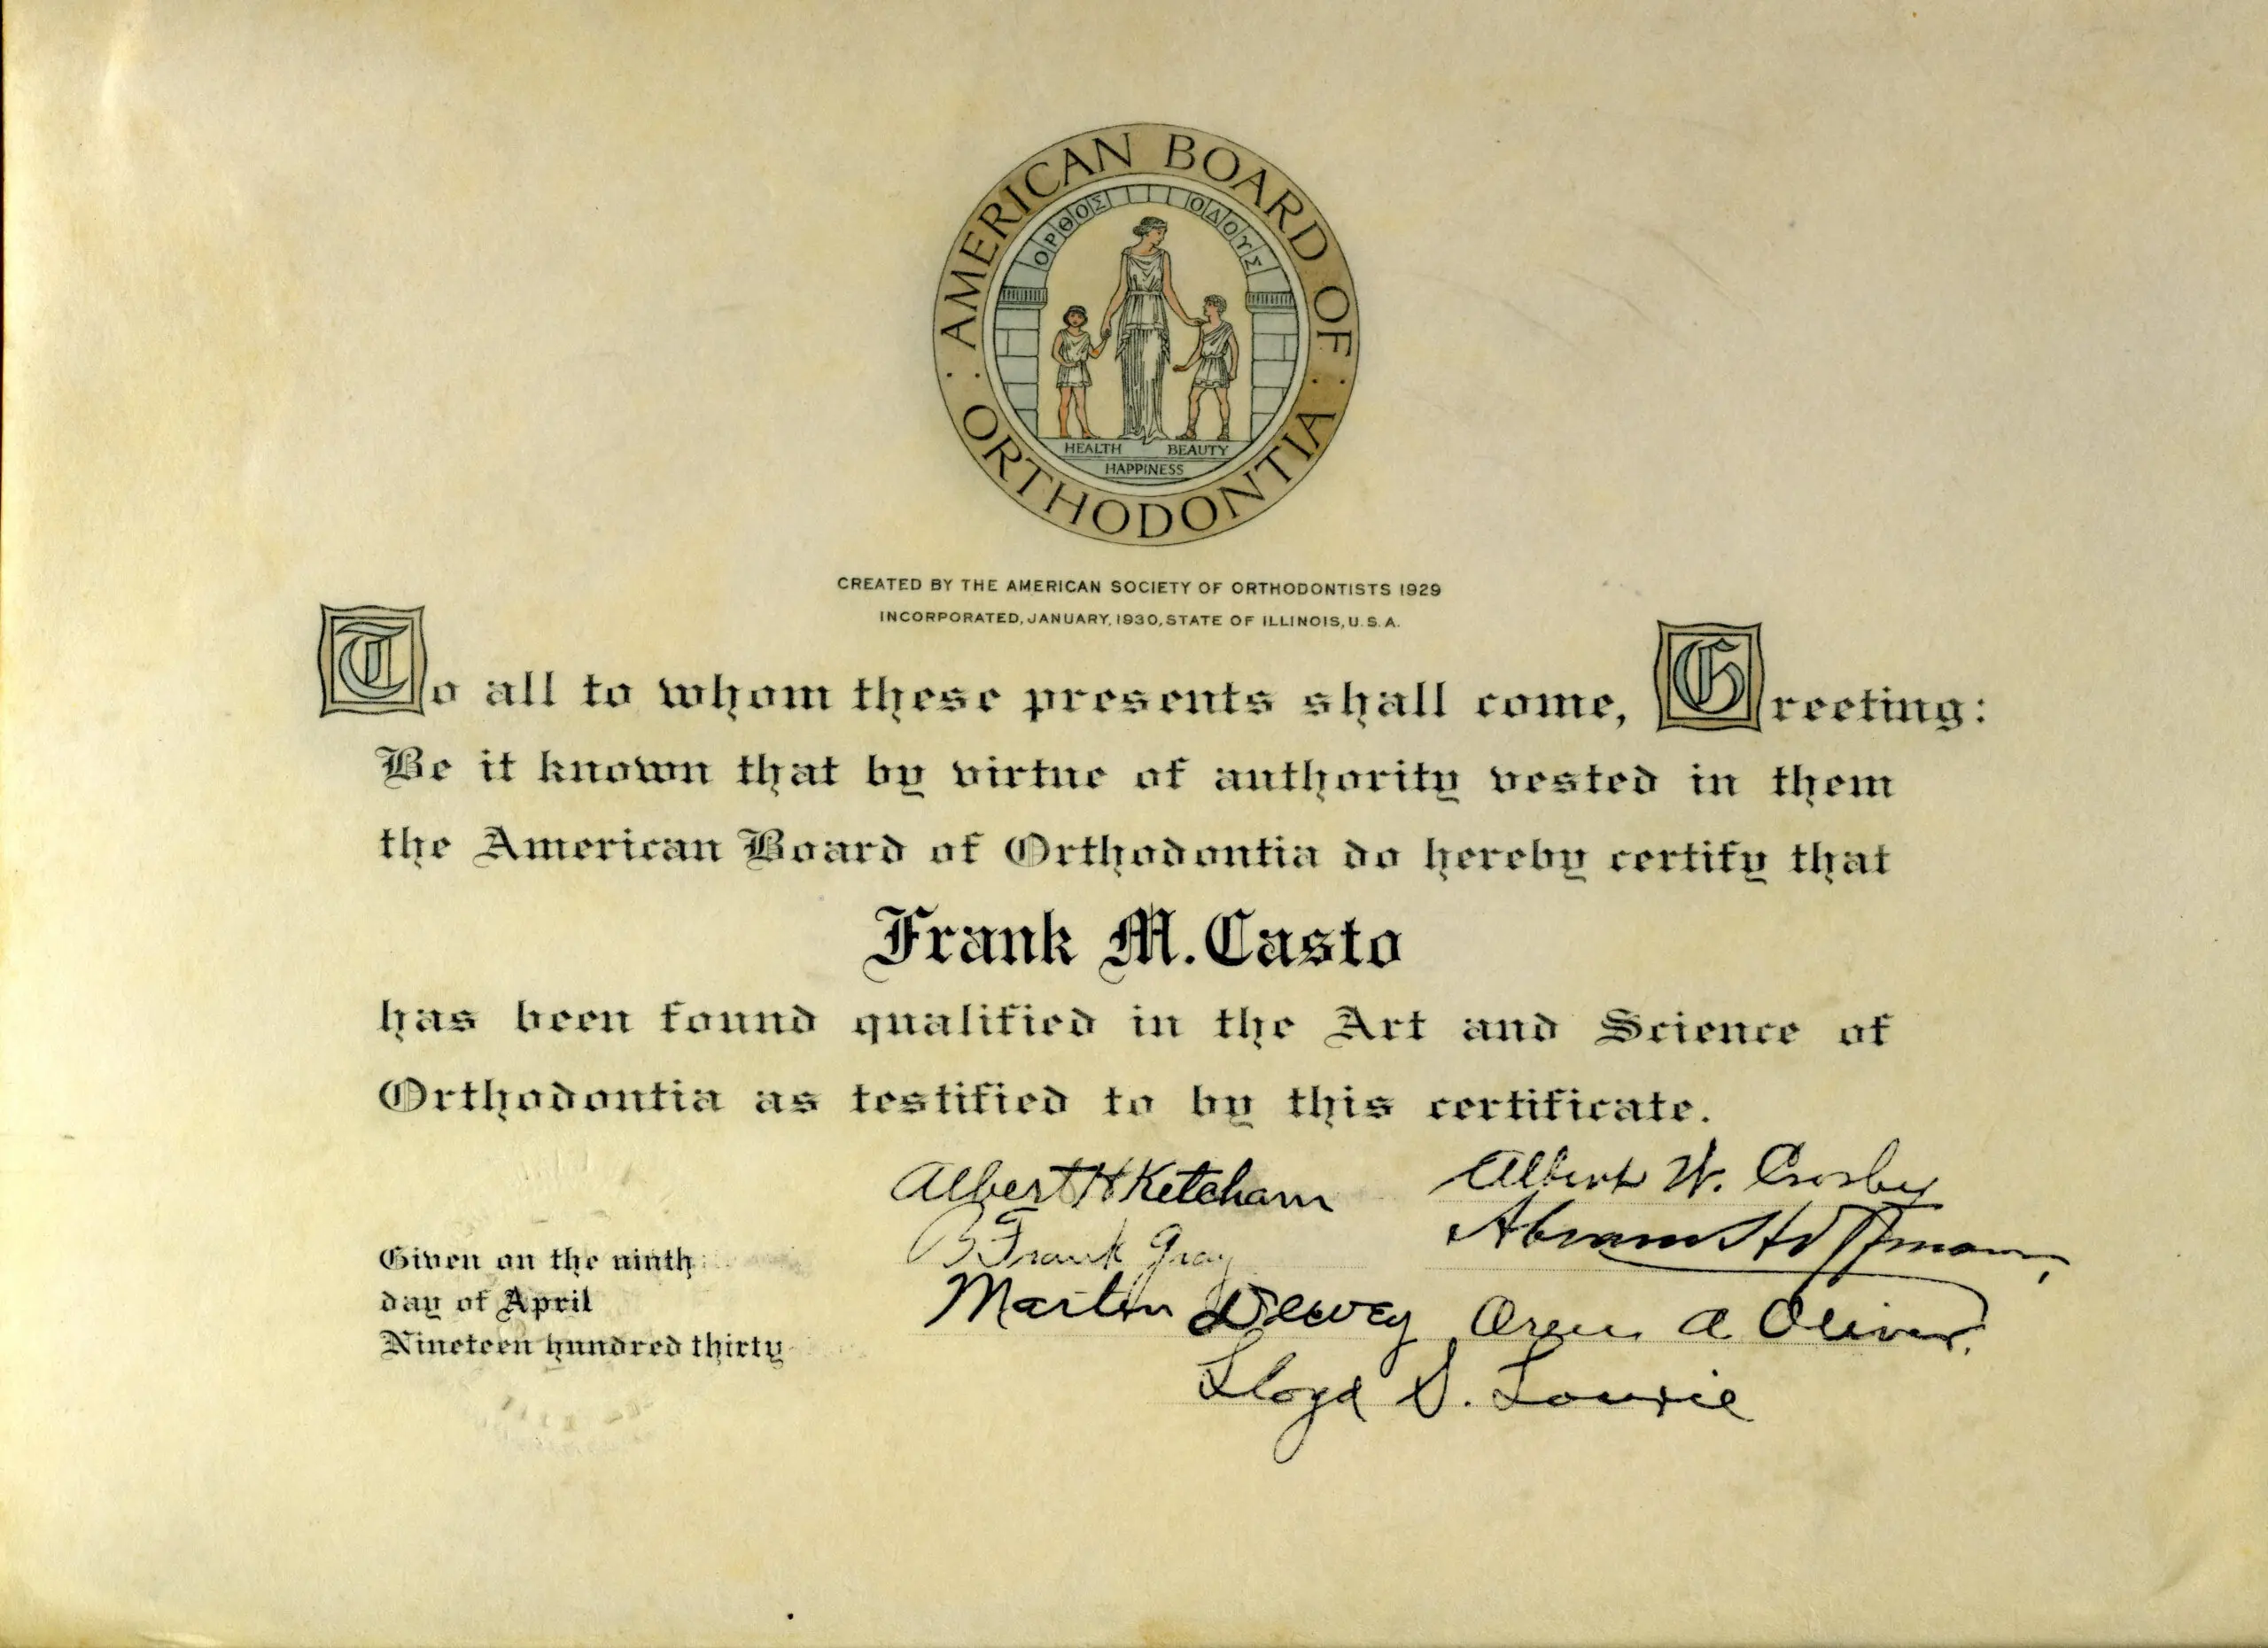 AMERICAN BOARD OF
ORTHODONTIA
ΟΡΘΟΣ ΟΔΟΥΣ
HEALTH BEAUTY
HAPPINESS
CREATED BY THE AMERICAN SOCIETY OF ORTHODONTISTS 1929
INCORPORATED, JANUARY, 1930, STATE OF ILLINOIS, U.S.A.
To all to whom these presents shall come, Greeting:
Be it known that by virtue of authority vested in them
the American Board of Orthodontia do hereby certify that
Frank M. Casto
has been found qualified in the Art and Science of
Orthodontia as testified to by this certificate.
Given on the ninth
day of April
Nineteen hundred thirty
Albert H Ketcham
B Frank Gray
Martin Dewey
Albert W. Crosby
Abram Hoffman
Oren A Oliver.
Lloyd S. Lourie